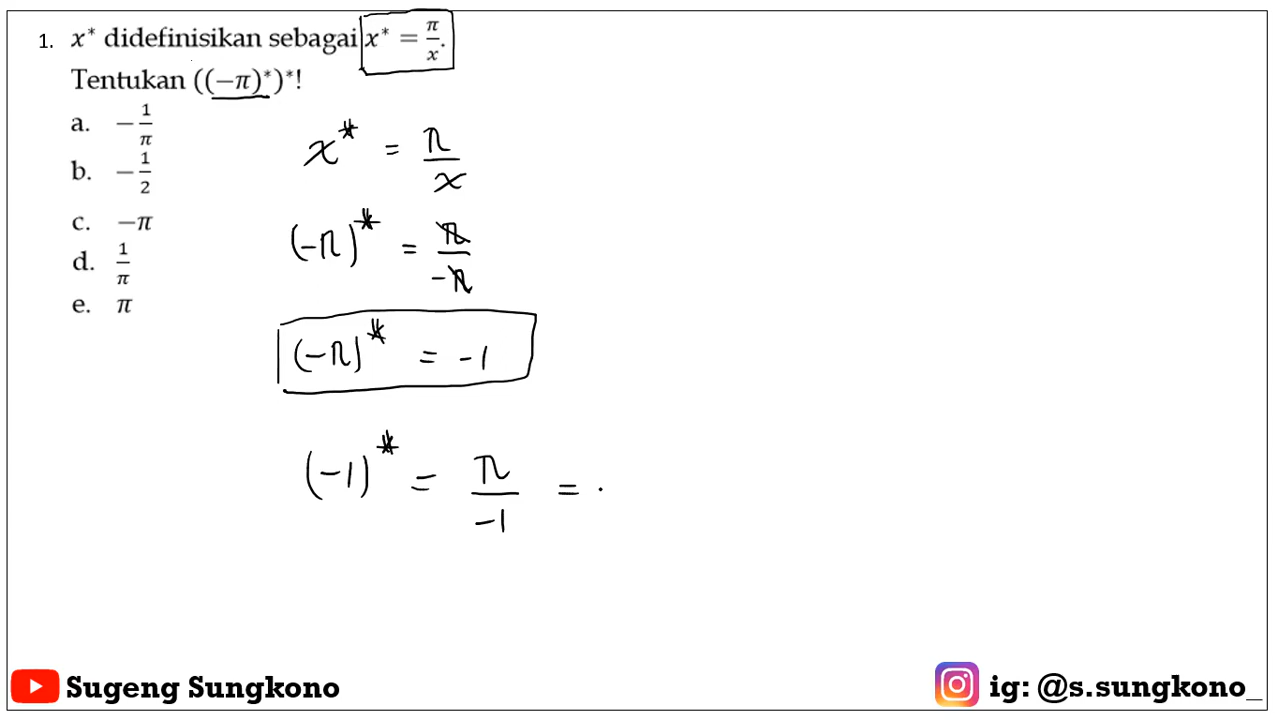 1. x* didefinisikan sebagai x* = π/x.
Tentukan ((−π)*)*!
a. −1/π
b. −1/2
c. −π
d. 1/π
e. π
x* = π/x
(−π)* = π/−π
(−π)* = −1
(−1)* = π/−1 = .
Sugeng Sungkono
ig: @s.sungkono_